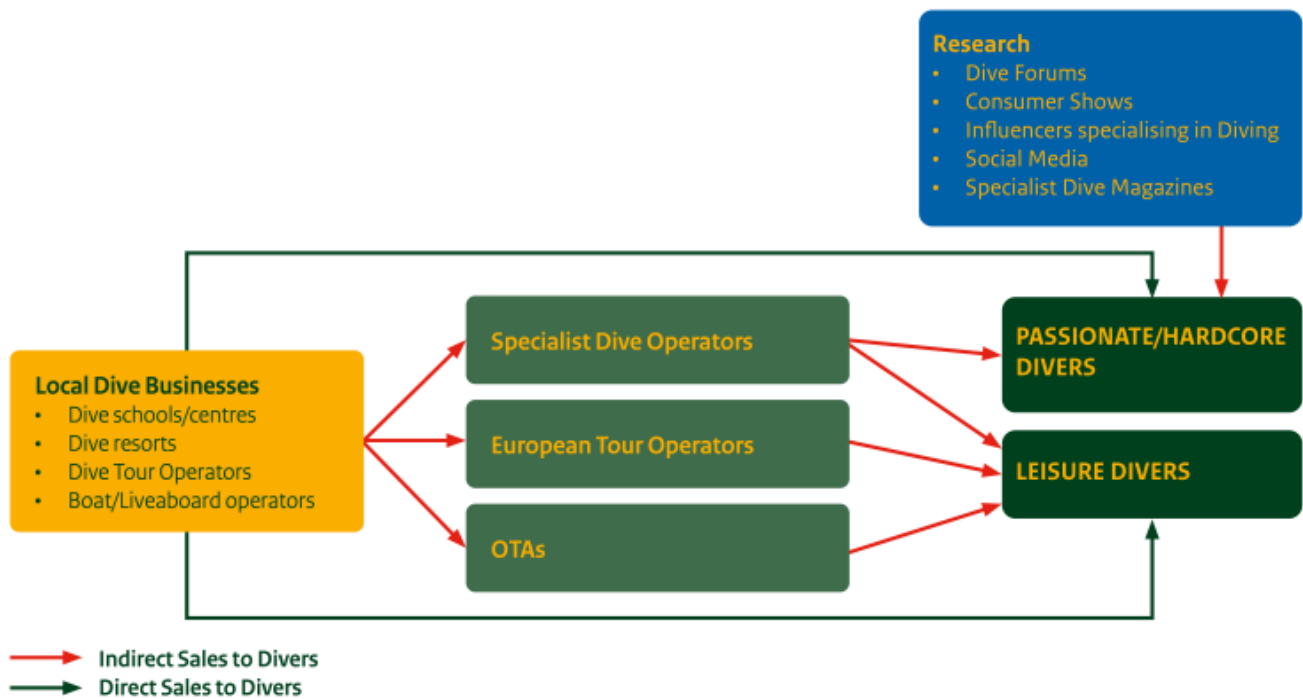 Research
• Dive Forums
• Consumer Shows
• Influencers specialising in Diving
• Social Media
• Specialist Dive Magazines
Specialist Dive Operators
PASSIONATE/HARDCORE
DIVERS
Local Dive Businesses
• Dive schools/centres
• Dive resorts
• Dive Tour Operators
• Boat/Liveaboard operators
European Tour Operators
LEISURE DIVERS
OTAs
Indirect Sales to Divers
Direct Sales to Divers